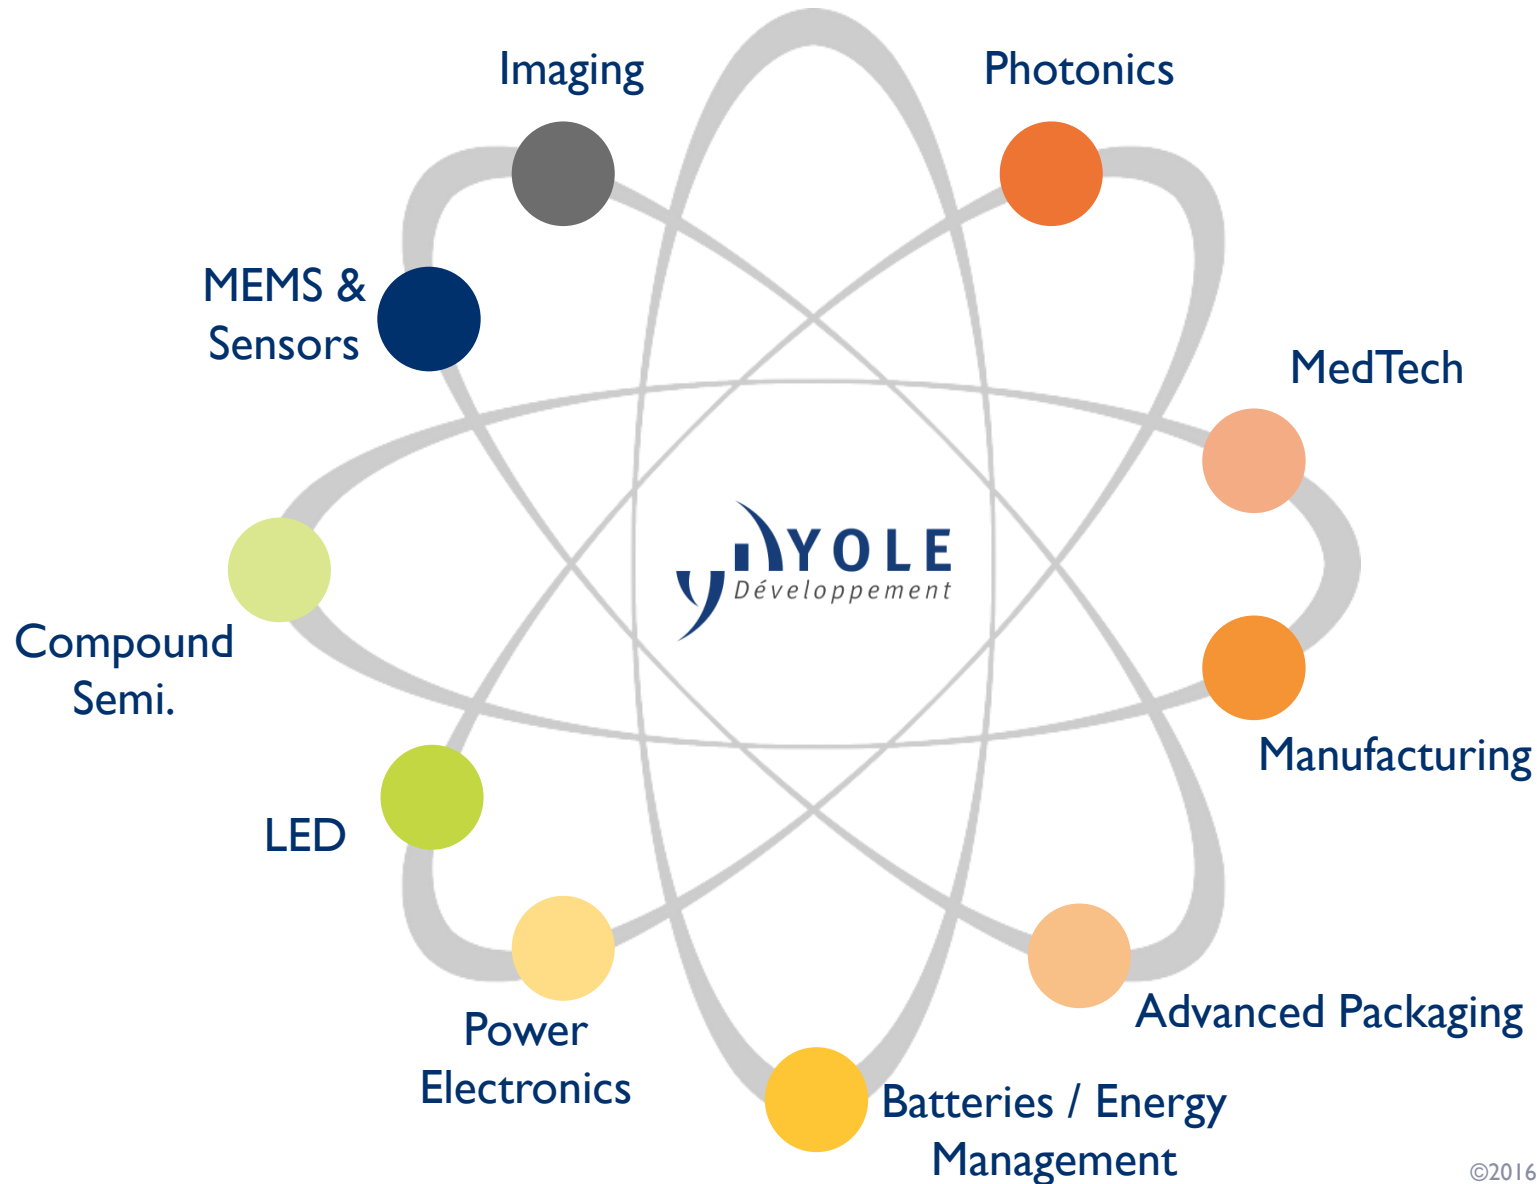 Imaging
Photonics
MEMS &
Sensors
MedTech
YOLE
Développement
Compound
Semi.
Manufacturing
LED
Advanced Packaging
Power
Electronics
Batteries / Energy
Management
©2016